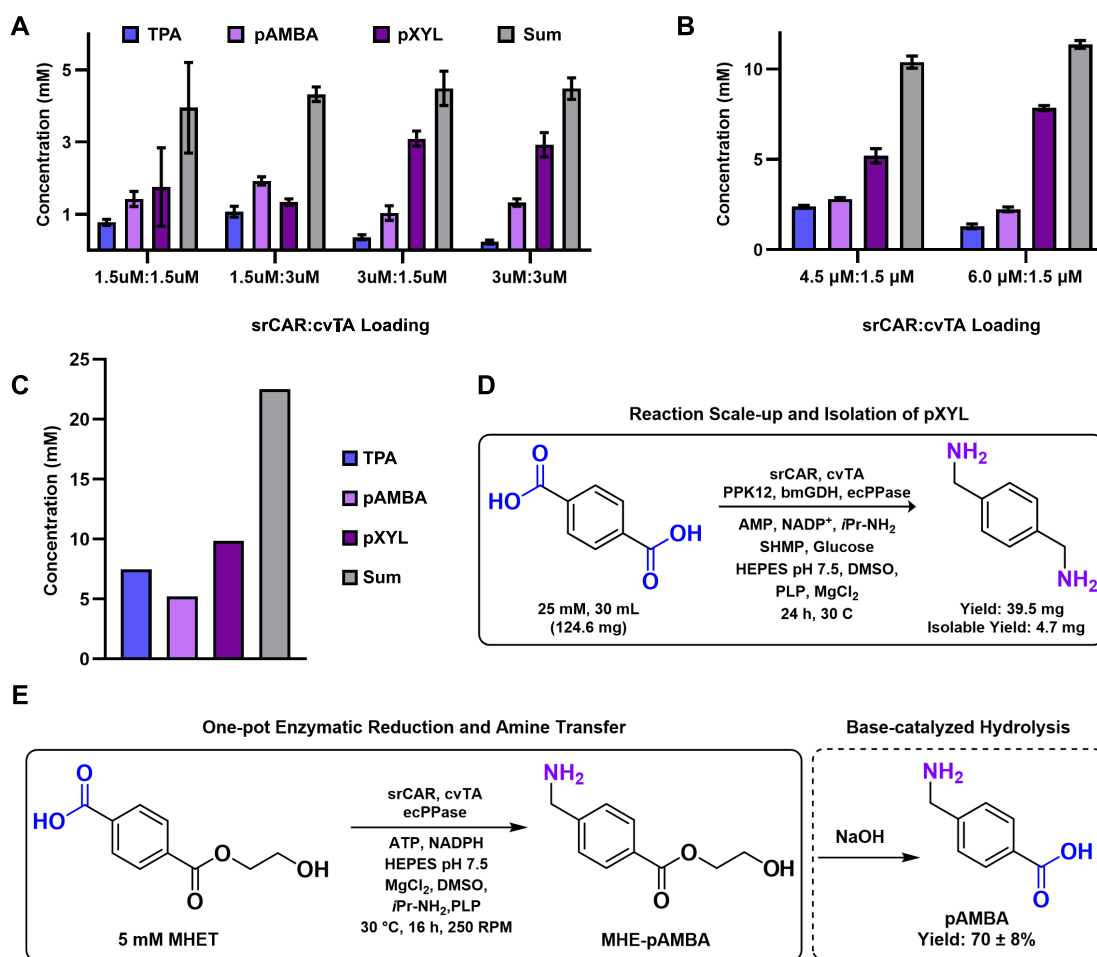 A
TPA
pAMBA
pXYL
Sum
Concentration (mM)
5
3
1
1.5uM:1.5uM
1.5uM:3uM
3uM:1.5uM
3uM:3uM
srCAR:cvTA Loading
B
Concentration (mM)
10
5
0
4.5 µM:1.5 µM
6.0 µM:1.5 µM
srCAR:cvTA Loading
C
Concentration (mM)
25
20
15
10
5
0
TPA
pAMBA
pXYL
Sum
D
Reaction Scale-up and Isolation of pXYL
O
HO
OH
O
25 mM, 30 mL
(124.6 mg)
srCAR, cvTA
PPK12, bmGDH, ecPPase
AMP, NADP⁺, iPr-NH₂
SHMP, Glucose
HEPES pH 7.5, DMSO,
PLP, MgCl₂
24 h, 30 C
NH₂
NH₂
Yield: 39.5 mg
Isolable Yield: 4.7 mg
E
One-pot Enzymatic Reduction and Amine Transfer
O
HO
O
OH
O
5 mM MHET
srCAR, cvTA
ecPPase
ATP, NADPH
HEPES pH 7.5
MgCl₂, DMSO,
iPr-NH₂,PLP
30 °C, 16 h, 250 RPM
NH₂
O
OH
O
MHE-pAMBA
Base-catalyzed Hydrolysis
NaOH
NH₂
OH
O
pAMBA
Yield: 70 ± 8%